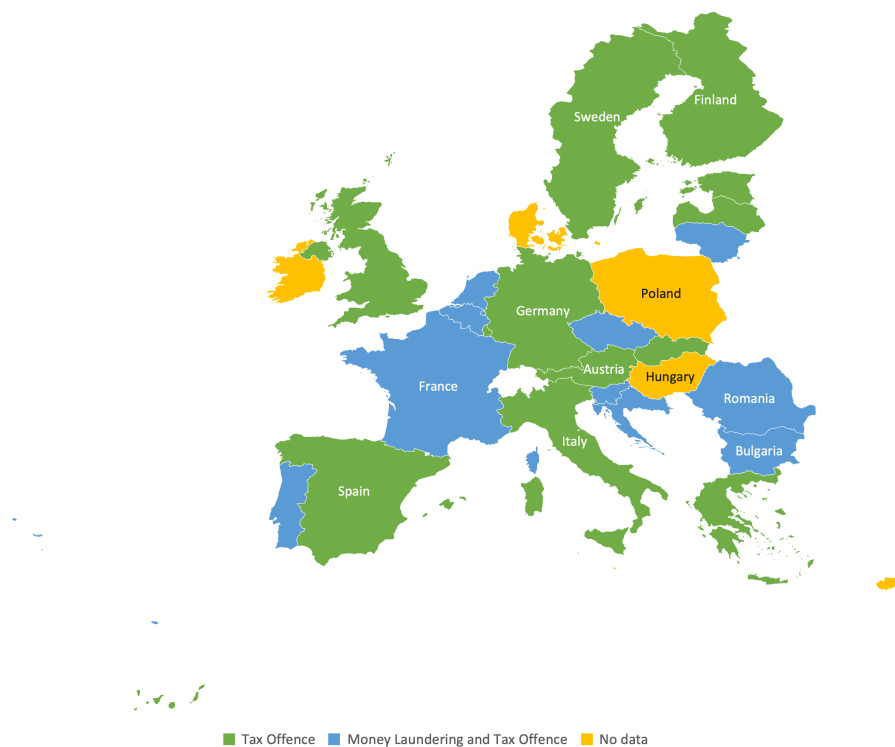 Finland
Sweden
Poland
Germany
Austria
Hungary
France
Romania
Italy
Bulgaria
Spain
Tax Offence Money Laundering and Tax Offence No data